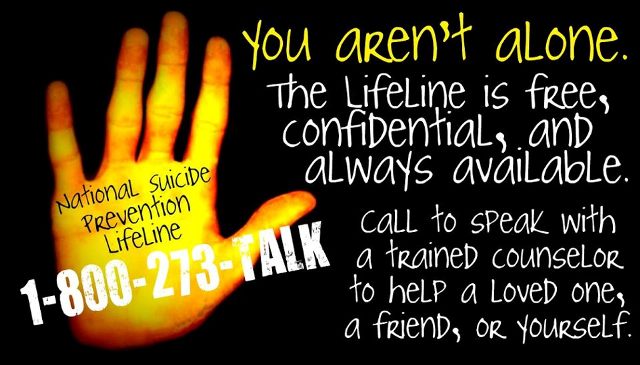 You aren't alone.
The Lifeline is free,
confidential, and
always available.
National Suicide
Prevention
Lifeline
1-800-273-TALK
Call to speak with
a trained counselor
to help a loved one,
a friend, or yourself.